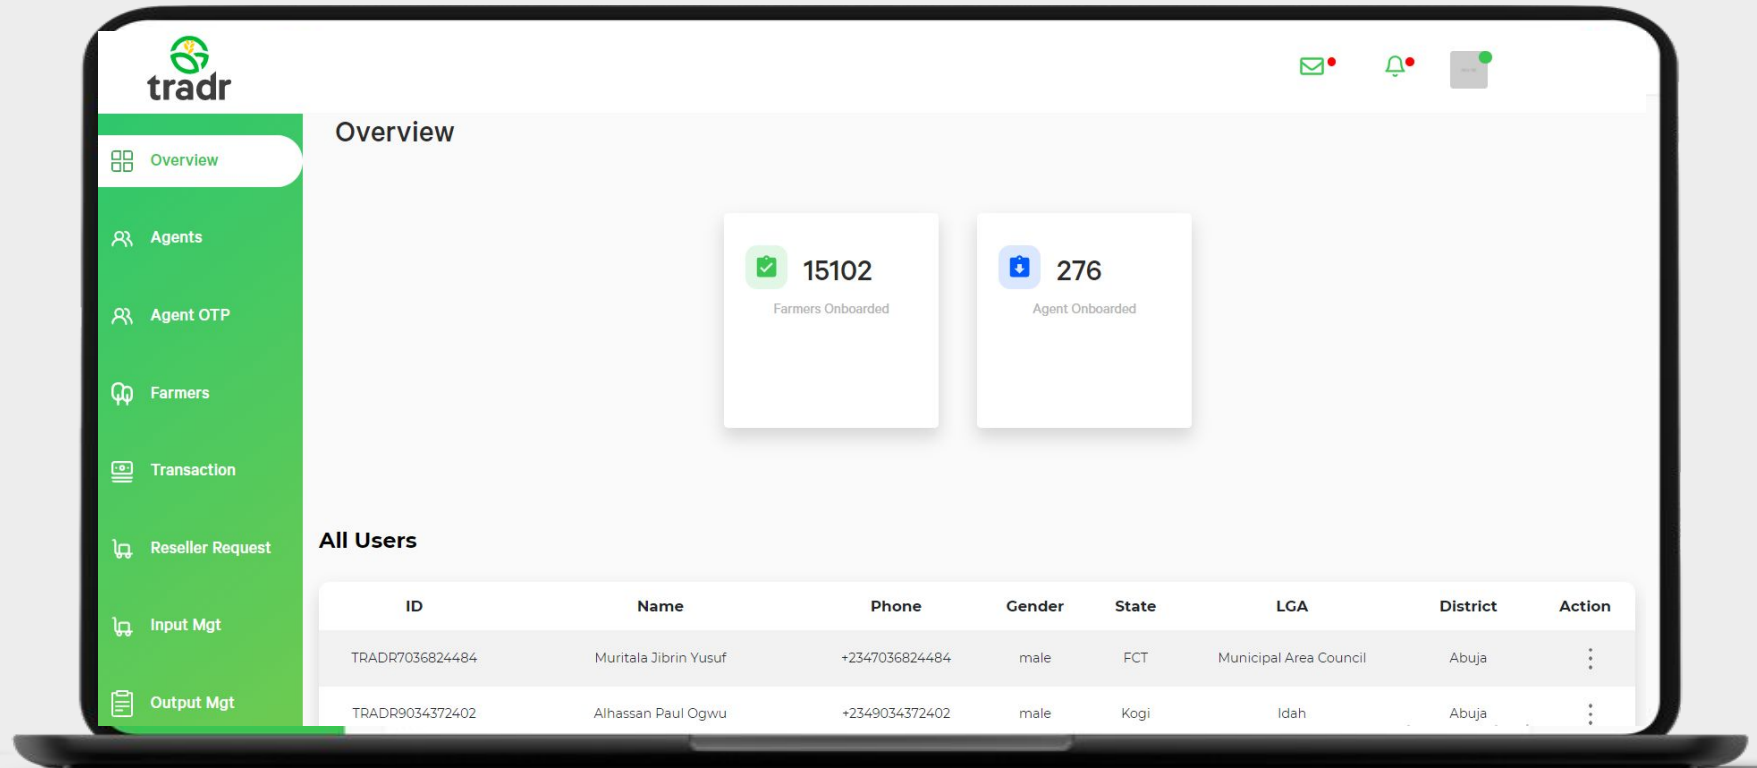 tradr
Overview
Overview
Agents
Agent OTP
Farmers
Transaction
Reseller Request
Input Mgt
Output Mgt
15102
Farmers Onboarded
276
Agent Onboarded
All Users
ID Name Phone Gender State LGA District Action
TRADR7036824484 Muritala Jibrin Yusuf +2347036824484 male FCT Municipal Area Council Abuja
TRADR9034372402 Alhassan Paul Ogwu +2349034372402 male Kogi Idah Abuja